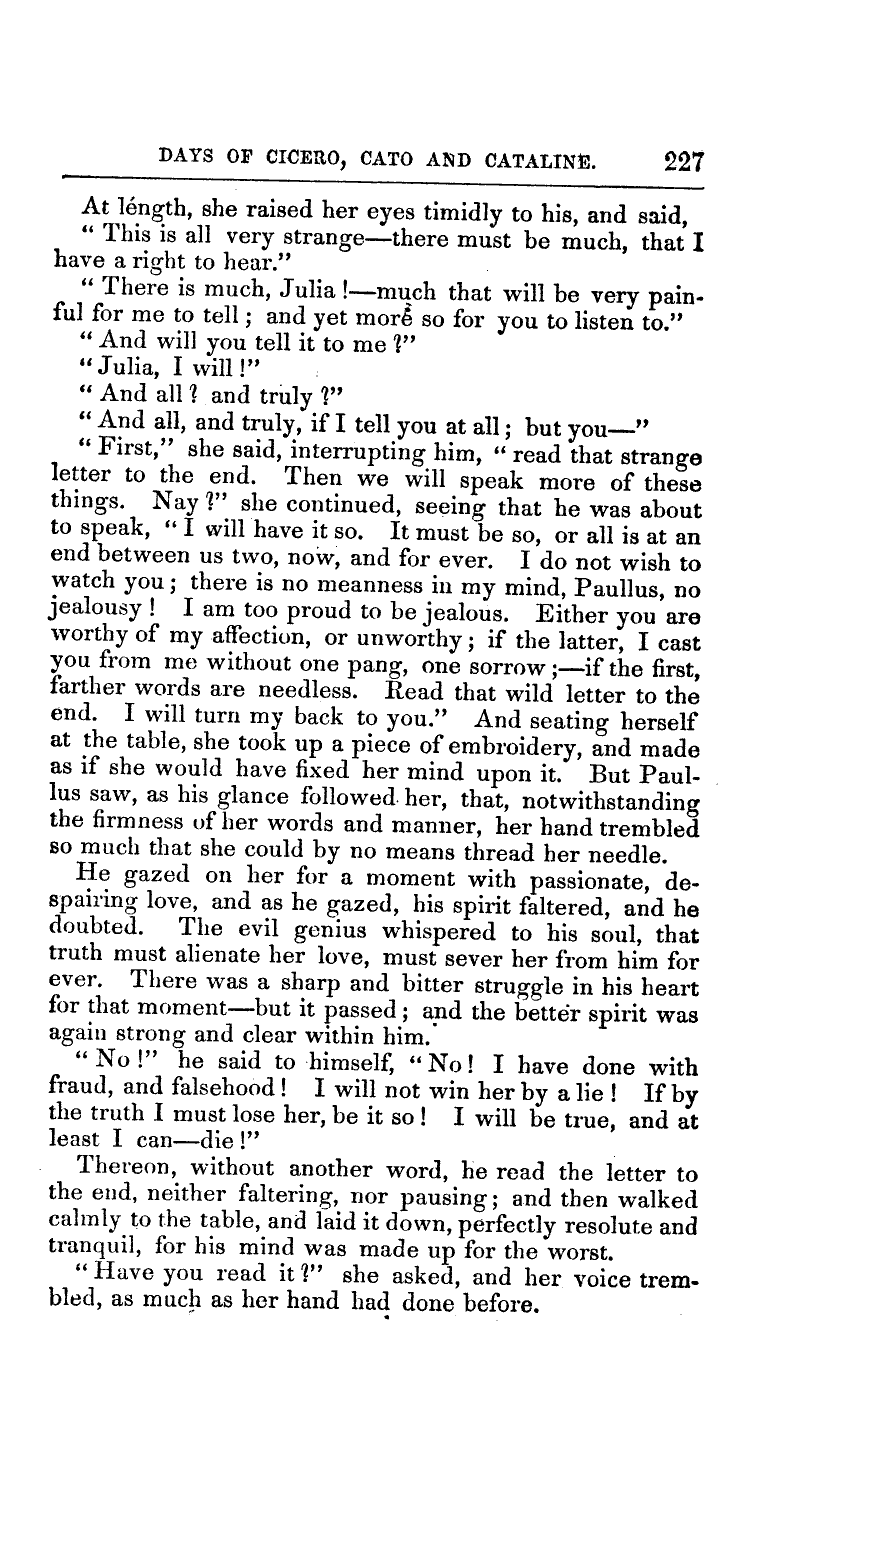 DAYS OF CICERO, CATO AND CATALINE. 227
At length, she raised her eyes timidly to his, and said,
“ This is all very strange—there must be much, that I
have a right to hear.”
“ There is much, Julia !—much that will be very pain-
ful for me to tell ; and yet more so for you to listen to.”
“ And will you tell it to me ?”
“ Julia, I will !”
“ And all ? and truly ?”
“ And all, and truly, if I tell you at all ; but you—”
“ First,” she said, interrupting him, “ read that strange
letter to the end. Then we will speak more of these
things. Nay ?” she continued, seeing that he was about
to speak, “ I will have it so. It must be so, or all is at an
end between us two, now, and for ever. I do not wish to
watch you ; there is no meanness in my mind, Paullus, no
jealousy ! I am too proud to be jealous. Either you are
worthy of my affection, or unworthy ; if the latter, I cast
you from me without one pang, one sorrow ;—if the first,
farther words are needless. Read that wild letter to the
end. I will turn my back to you.” And seating herself
at the table, she took up a piece of embroidery, and made
as if she would have fixed her mind upon it. But Paul-
lus saw, as his glance followed her, that, notwithstanding
the firmness of her words and manner, her hand trembled
so much that she could by no means thread her needle.
He gazed on her for a moment with passionate, de-
spairing love, and as he gazed, his spirit faltered, and he
doubted. The evil genius whispered to his soul, that
truth must alienate her love, must sever her from him for
ever. There was a sharp and bitter struggle in his heart
for that moment—but it passed ; and the better spirit was
again strong and clear within him.
“ No !” he said to himself, “ No ! I have done with
fraud, and falsehood ! I will not win her by a lie ! If by
the truth I must lose her, be it so ! I will be true, and at
least I can—die !”
Thereon, without another word, he read the letter to
the end, neither faltering, nor pausing ; and then walked
calmly to the table, and laid it down, perfectly resolute and
tranquil, for his mind was made up for the worst.
“ Have you read it ?” she asked, and her voice trem-
bled, as much as her hand had done before.